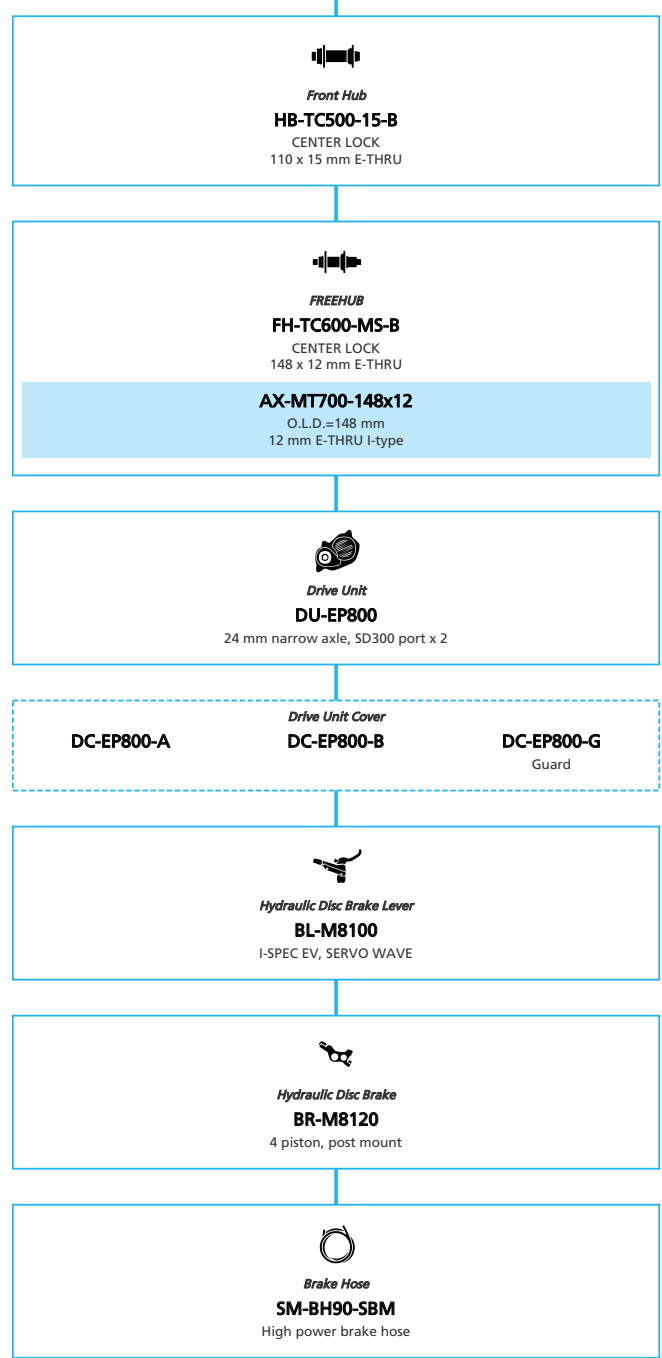 Front Hub
HB-TC500-15-B
CENTER LOCK
110 x 15 mm E-THRU
FREEHUB
FH-TC600-MS-B
CENTER LOCK
148 x 12 mm E-THRU
AX-MT700-148x12
O.L.D.=148 mm
12 mm E-THRU I-type
Drive Unit
DU-EP800
24 mm narrow axle, SD300 port x 2
Drive Unit Cover
DC-EP800-A DC-EP800-B DC-EP800-G
Guard
Hydraulic Disc Brake Lever
BL-M8100
I-SPEC EV, SERVO WAVE
Hydraulic Disc Brake
BR-M8120
4 piston, post mount
Brake Hose
SM-BH90-SBM
High power brake hose